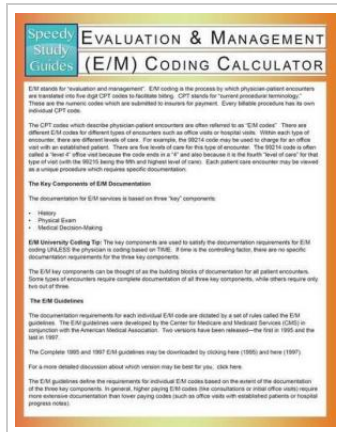 Speedy
Study
Guides
EVALUATION & MANAGEMENT
(E/M) CODING CALCULATOR
E/M stands for "evaluation and management". E/M coding is the process by which physician-patient encounters
are translated into five digit CPT codes to facilitate billing. CPT stands for "current procedural terminology."
These are the numeric codes which are submitted to insurers for payment. Every billable procedure has its own
individual CPT code.
The CPT codes which describe physician-patient encounters are often referred to as "E/M codes". There are
different E/M codes for different types of encounters such as office visits or hospital visits. Within each type of
encounter, there are different levels of care. For example, the 99214 code may be used to charge for an office
visit with an established patient. There are five levels of care for this type of encounter. The 99214 code is often
called a "level 4" office visit because the code ends in a "4" and also because it is the fourth "level of care" for that
type of visit (with the 99215 being the fifth and highest level of care). Each patient care encounter may be viewed
as a unique procedure which requires specific documentation.
The Key Components of E/M Documentation
The documentation for E/M services is based on three "key" components:
• History
• Physical Exam
• Medical Decision-Making
E/M University Coding Tip: The key components are used to satisfy the documentation requirements for E/M
coding UNLESS the physician is coding based on TIME. If time is the controlling factor, there are no specific
documentation requirements for the three key components.
The E/M key components can be thought of as the building blocks of documentation for all patient encounters.
Some types of encounters require complete documentation of all three key components, while others require only
two out of three.
The E/M Guidelines
The documentation requirements for each individual E/M code are dictated by a set of rules called the E/M
guidelines. The E/M guidelines were developed by the Center for Medicare and Medicaid Services (CMS) in
conjunction with the American Medical Association. Two versions have been released—the first in 1995 and the
last in 1997.
The Complete 1995 and 1997 E/M guidelines may be downloaded by clicking here (1995) and here (1997).
For a more detailed discussion about which version may be best for you, click here.
The E/M guidelines define the requirements for individual E/M codes based on the extent of the documentation
of the three key components. In general, higher paying E/M codes (like consultations or initial office visits) require
more extensive documentation than lower paying codes (such as office visits with established patients or hospital
progress notes).